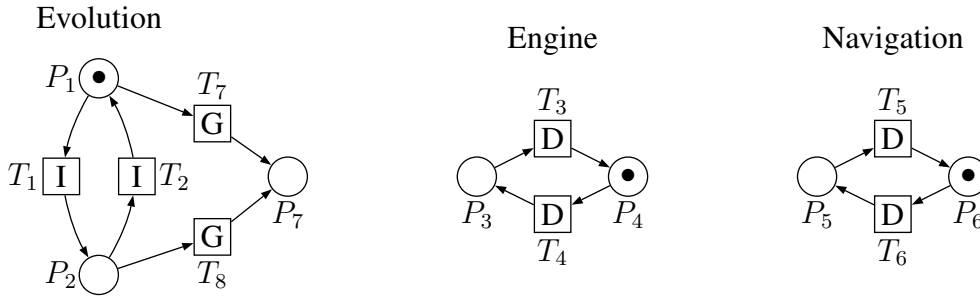 Evolution
Engine
Navigation
P1
T7
G
T1
I
I
T2
P7
G
T8
P2
T3
D
P3
P4
D
T4
T5
D
P5
P6
D
T6